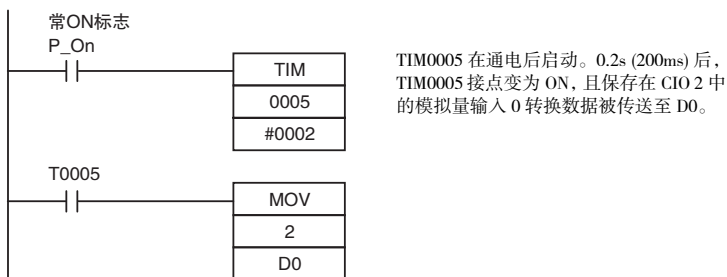 常ON标志
P_On
TIM
0005
#0002
TIM0005 在通电后启动。0.2s (200ms) 后，
TIM0005 接点变为 ON，且保存在 CIO 2 中
的模拟量输入 0 转换数据被传送至 D0。
T0005
MOV
2
D0